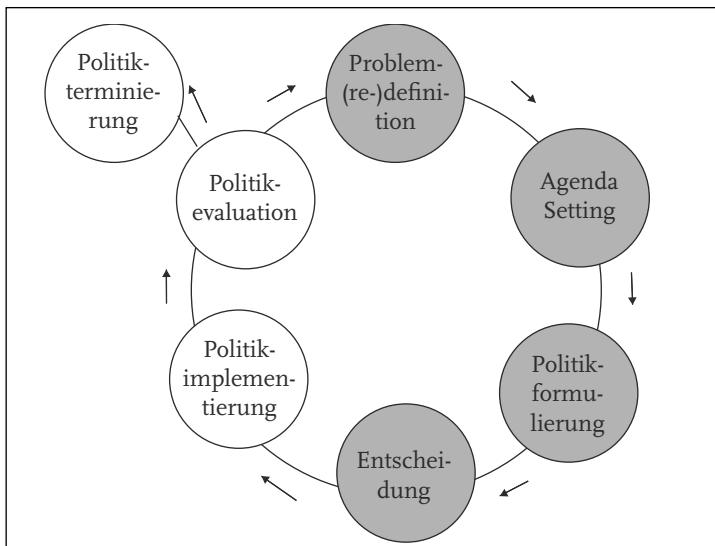 Politik-
terminie-
rung
Problem-
(re-)defini-
tion
Agenda
Setting
Politik-
formu-
lierung
Entschei-
dung
Politik-
implemen-
tierung
Politik-
evaluation